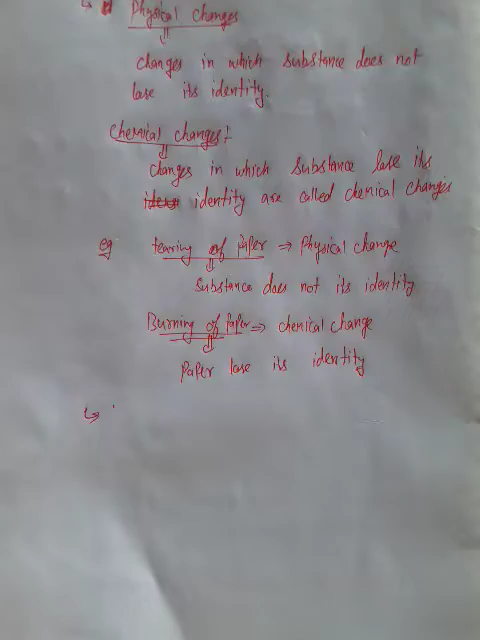 ↳ Physical changes
⇓
changes in which substance does not
lose its identity.
Chemical changes :-
⇓
changes in which substance lose its
identity are called chemical changes
eg tearing of paper ⇒ Physical change
⇓
Substance does not its identity
Burning of paper ⇒ chemical change
⇓
Paper lose its identity
↳